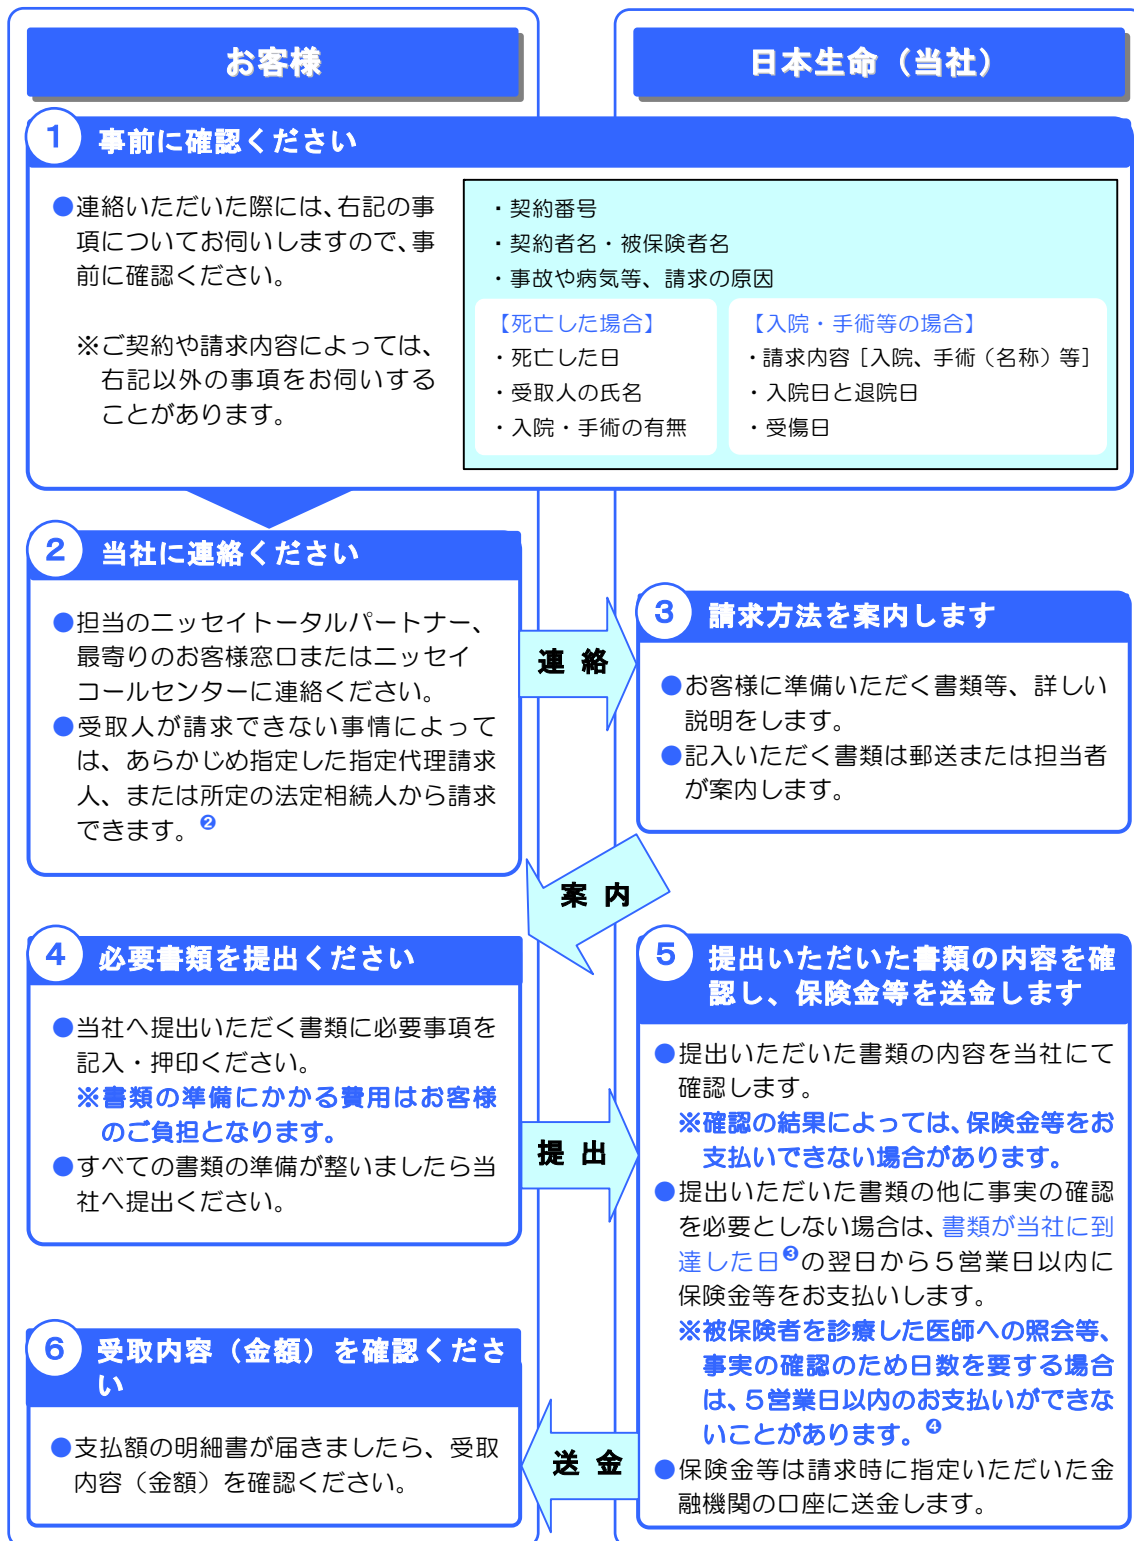 お客様
日本生命（当社）
1 事前に確認ください
●連絡いただいた際には、右記の事
項についてお伺いしますので、事
前に確認ください。
※ご契約や請求内容によっては、
右記以外の事項をお伺いする
ことがあります。
・契約番号
・契約者名・被保険者名
・事故や病気等、請求の原因
【死亡した場合】
・死亡した日
・受取人の氏名
・入院・手術の有無
【入院・手術等の場合】
・請求内容［入院、手術（名称）等］
・入院日と退院日
・受傷日
2 当社に連絡ください
●担当のニッセイトータルパートナー、
最寄りのお客様窓口またはニッセイ
コールセンターに連絡ください。
●受取人が請求できない事情によって
は、あらかじめ指定した指定代理請求
人、または所定の法定相続人から請求
できます。❷
連 絡
3 請求方法を案内します
●お客様に準備いただく書類等、詳しい
説明をします。
●記入いただく書類は郵送または担当者
が案内します。
案 内
4 必要書類を提出ください
●当社へ提出いただく書類に必要事項を
記入・押印ください。
※書類の準備にかかる費用はお客様
のご負担となります。
●すべての書類の準備が整いましたら当
社へ提出ください。
提 出
5 提出いただいた書類の内容を確
認し、保険金等を送金します
●提出いただいた書類の内容を当社にて
確認します。
※確認の結果によっては、保険金等をお
支払いできない場合があります。
●提出いただいた書類の他に事実の確認
を必要としない場合は、書類が当社に到
達した日❸の翌日から５営業日以内に
保険金等をお支払いします。
※被保険者を診療した医師への照会等、
事実の確認のため日数を要する場合
は、５営業日以内のお支払いができな
いことがあります。❹
●保険金等は請求時に指定いただいた金
融機関の口座に送金します。
送 金
6 受取内容（金額）を確認くださ
い
●支払額の明細書が届きましたら、受取
内容（金額）を確認ください。